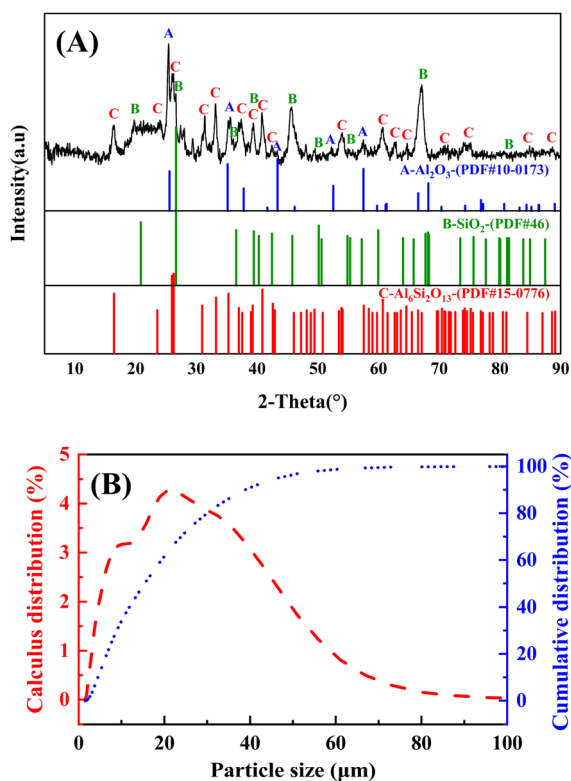 (A)
A
C
C
B
B
C
C
C
C
A
B
C
B
C
C
C
A
B
B
A
C
B
A
C
C
C
B
C
C
B
C
C
A-Al₂O₃-(PDF#10-0173)
B-SiO₂-(PDF#46)
C-Al₆Si₂O₁₃-(PDF#15-0776)
Intensity(a.u)
10 20 30 40 50 60 70 80 90
2-Theta(°)
(B)
5
4
3
2
1
0
Calculus distribution (%)
100
80
60
40
20
0
Cumulative distribution (%)
0 20 40 60 80 100
Particle size (μm)